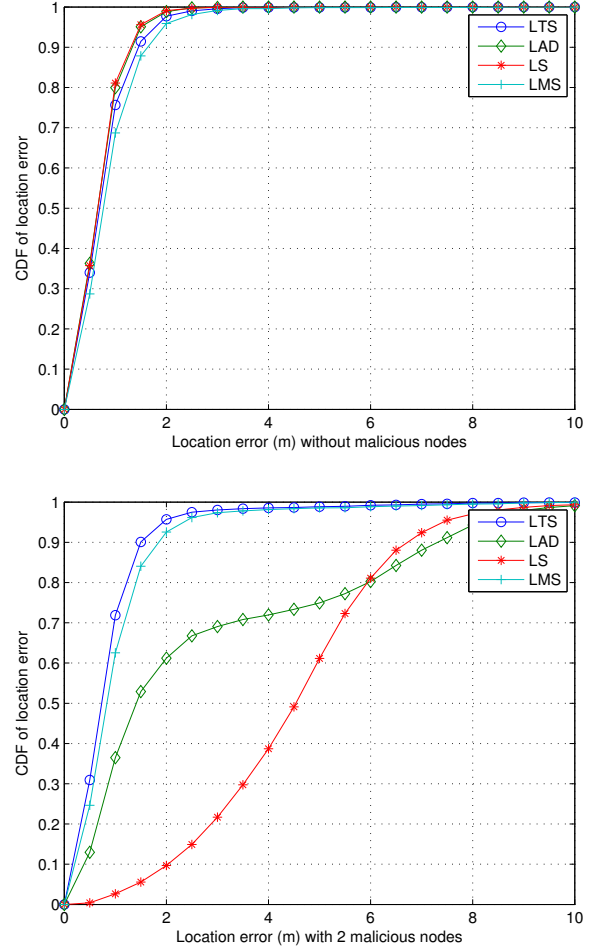 1
0.9
0.8
0.7
0.6
0.5
0.4
0.3
0.2
0.1
0
CDF of location error
LTS
LAD
LS
LMS
0 2 4 6 8 10
Location error (m) without malicious nodes
1
0.9
0.8
0.7
0.6
0.5
0.4
0.3
0.2
0.1
0
CDF of location error
LTS
LAD
LS
LMS
0 2 4 6 8 10
Location error (m) with 2 malicious nodes